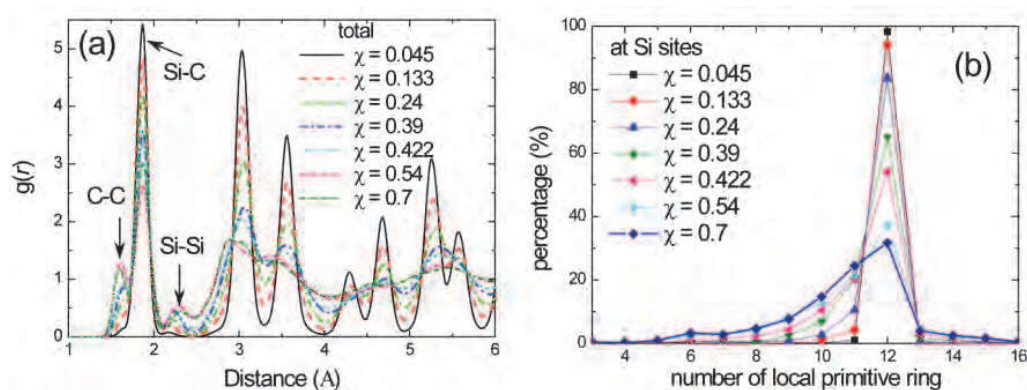 (a)
total
χ = 0.045
χ = 0.133
χ = 0.24
χ = 0.39
χ = 0.422
χ = 0.54
χ = 0.7
Si-C
C-C
Si-Si
g(r)
5
4
3
2
1
0
1 2 3 4 5 6
Distance (A)
(b)
at Si sites
χ = 0.045
χ = 0.133
χ = 0.24
χ = 0.39
χ = 0.422
χ = 0.54
χ = 0.7
percentage (%)
100
80
60
40
20
0
4 6 8 10 12 14 16
number of local primitive ring